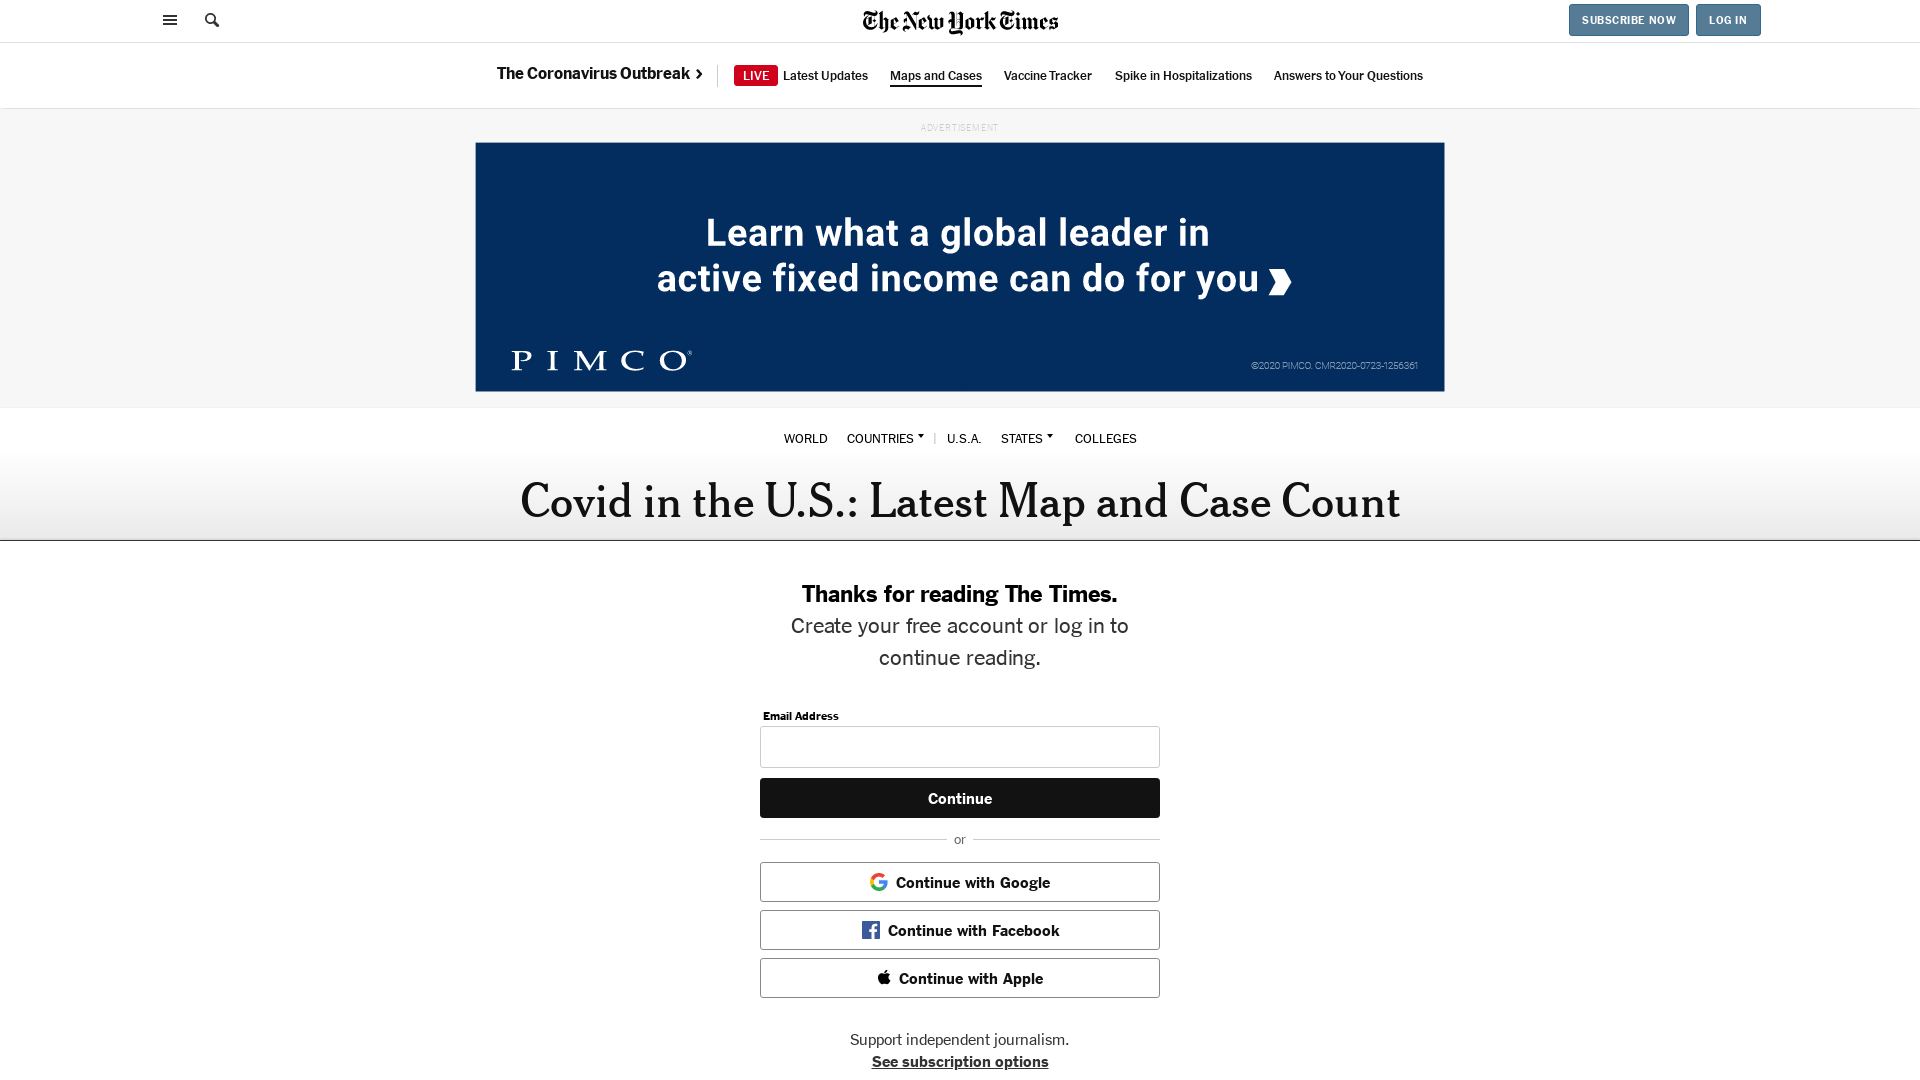 The New York Times
SUBSCRIBE NOW
LOG IN
The Coronavirus Outbreak
LIVE Latest Updates
Maps and Cases
Vaccine Tracker
Spike in Hospitalizations
Answers to Your Questions
ADVERTISEMENT
Learn what a global leader in
active fixed income can do for you
PIMCO®
©2020 PIMCO. CMR2020-0723-1256361
WORLD
COUNTRIES
U.S.A.
STATES
COLLEGES
Covid in the U.S.: Latest Map and Case Count
Thanks for reading The Times.
Create your free account or log in to
continue reading.
Email Address
Continue
or
Continue with Google
Continue with Facebook
Continue with Apple
Support independent journalism.
See subscription options